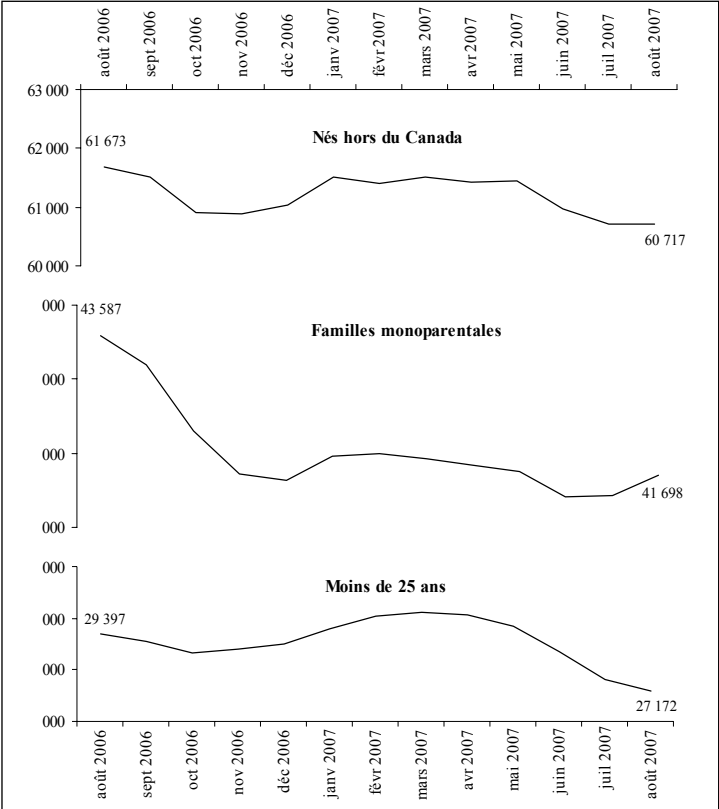 août 2006
sept 2006
oct 2006
nov 2006
déc 2006
janv 2007
févr 2007
mars 2007
avr 2007
mai 2007
juin 2007
juil 2007
août 2007
63 000
62 000
61 000
60 000
Nés hors du Canada
61 673
60 717
000
000
000
000
43 587
Familles monoparentales
41 698
000
000
000
000
Moins de 25 ans
29 397
27 172
août 2006
sept 2006
oct 2006
nov 2006
déc 2006
janv 2007
févr 2007
mars 2007
avr 2007
mai 2007
juin 2007
juil 2007
août 2007